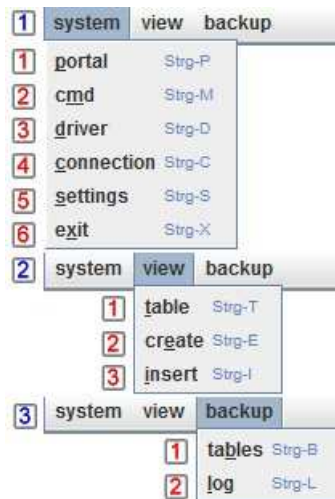 1 system view backup
1 portal Strg-P
2 cmd Strg-M
3 driver Strg-D
4 connection Strg-C
5 settings Strg-S
6 exit Strg-X
2 system view backup
1 table Strg-T
2 create Strg-E
3 insert Strg-I
3 system view backup
1 tables Strg-B
2 log Strg-L